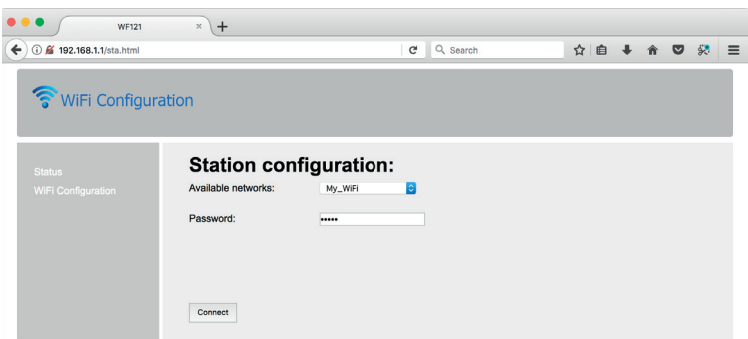 WF121
192.168.1.1/sta.html
Search
WiFi Configuration
Status
WiFi Configuration
Station configuration:
Available networks: My_WiFi
Password: •••••
Connect